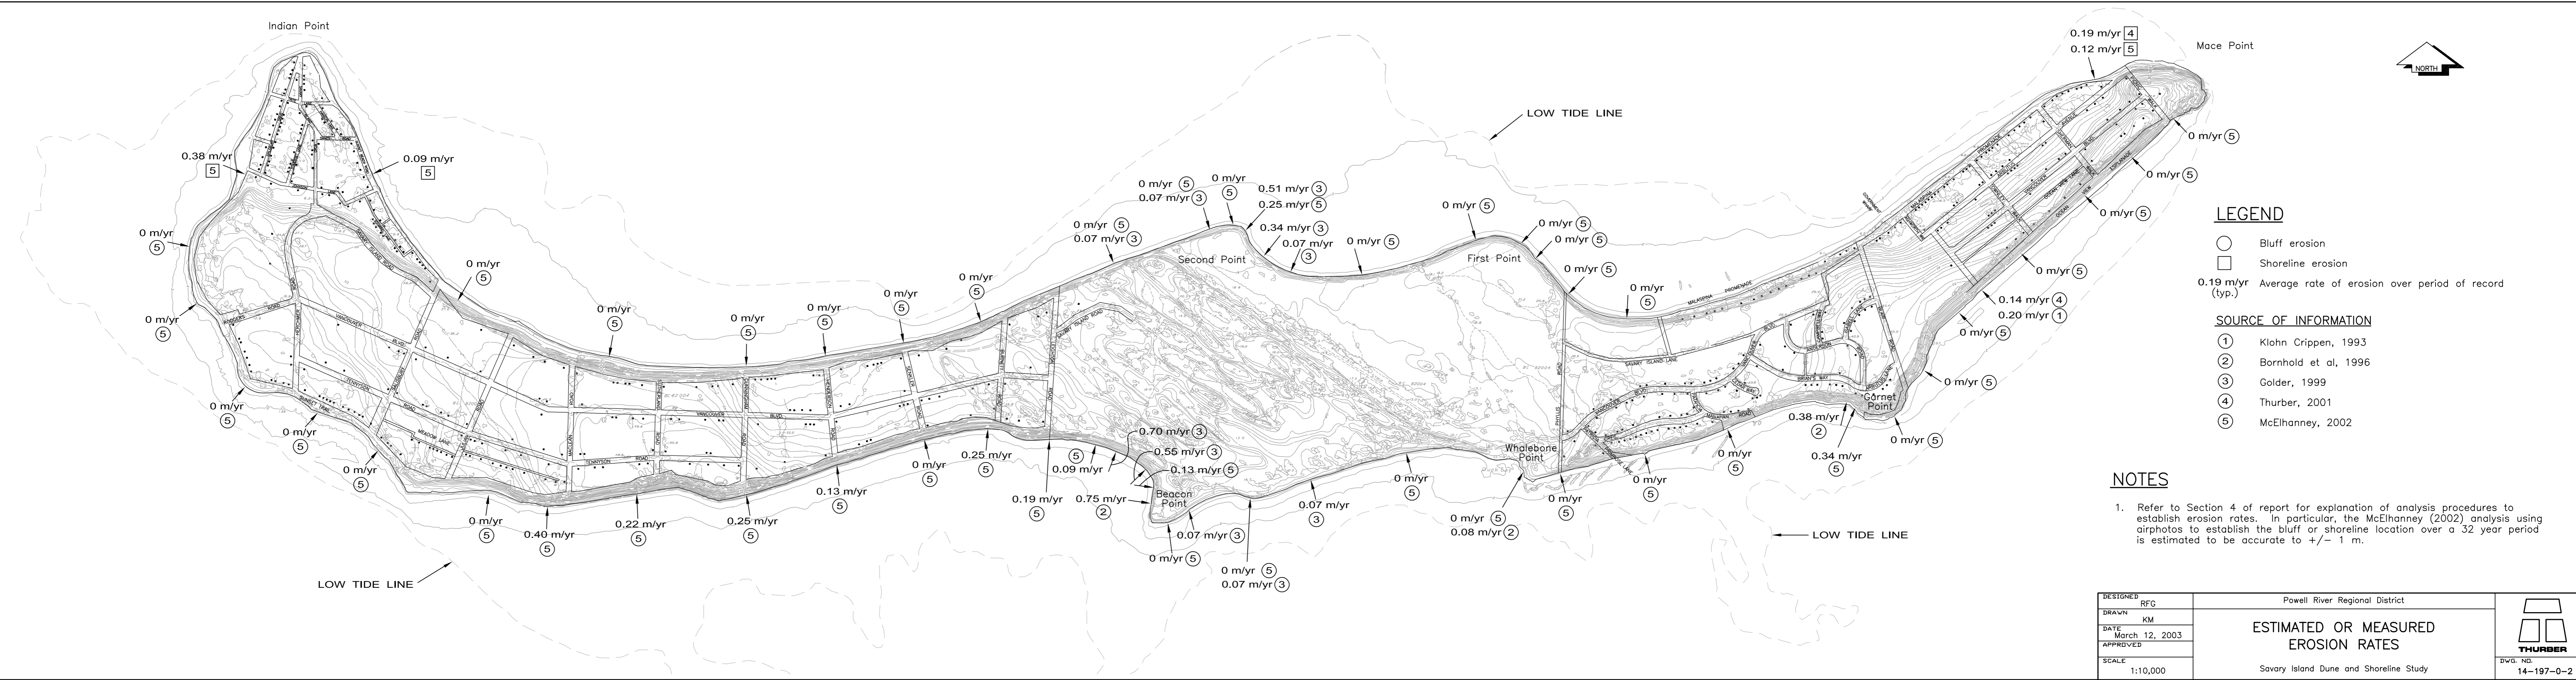 Indian Point
0.38 m/yr
5
0.09 m/yr
5
0 m/yr
5
0 m/yr
5
0 m/yr
5
0 m/yr
5
0 m/yr
5
0 m/yr
5
0 m/yr
5
0 m/yr
5
0 m/yr
5
0 m/yr
5
0 m/yr
5
0 m/yr 5
0.07 m/yr 3
0 m/yr 5
0.07 m/yr 3
0 m/yr
5
0.51 m/yr 3
0.25 m/yr 5
0.34 m/yr 3
0.07 m/yr
3
0 m/yr 5
0 m/yr 5
0 m/yr 5
0 m/yr 5
0 m/yr 5
0 m/yr
5
Second Point
First Point
LOW TIDE LINE
0.19 m/yr 4
0.12 m/yr 5
Mace Point
NORTH
0 m/yr 5
0 m/yr 5
0 m/yr 5
0 m/yr 5
0.14 m/yr 4
0.20 m/yr 1
0 m/yr 5
0 m/yr 5
0 m/yr 5
Garnet
Point
0.38 m/yr
2
0.34 m/yr
5
0 m/yr
5
0 m/yr
5
0 m/yr
5
Whalebone
Point
0 m/yr 5
0.08 m/yr 2
0 m/yr
5
0.07 m/yr
3
0 m/yr 5
0.07 m/yr 3
0.07 m/yr 3
0 m/yr 5
Beacon
Point
0.70 m/yr 3
0.55 m/yr 3
0.13 m/yr 5
0.75 m/yr
2
5
0.09 m/yr
0.19 m/yr
5
0.25 m/yr
5
0 m/yr
5
0.13 m/yr
5
0.25 m/yr
5
0.22 m/yr
5
0.40 m/yr
5
0 m/yr
5
LOW TIDE LINE
LOW TIDE LINE
MALASPINA PROMENADE
SAVARY ISLAND LANE
SAVARY ISLAND ROAD
VANCOUVER BLVD.
TENNYSON ROAD
MEADOW LANE
SUNSET TRAIL
LEGEND
Bluff erosion
Shoreline erosion
0.19 m/yr Average rate of erosion over period of record
(typ.)
SOURCE OF INFORMATION
1 Klohn Crippen, 1993
2 Bornhold et al, 1996
3 Golder, 1999
4 Thurber, 2001
5 McElhanney, 2002
NOTES
1. Refer to Section 4 of report for explanation of analysis procedures to
establish erosion rates. In particular, the McElhanney (2002) analysis using
airphotos to establish the bluff or shoreline location over a 32 year period
is estimated to be accurate to +/- 1 m.
DESIGNED
RFG
DRAWN
KM
DATE
March 12, 2003
APPROVED
SCALE
1:10,000
Powell River Regional District
ESTIMATED OR MEASURED
EROSION RATES
Savary Island Dune and Shoreline Study
THURBER
DWG. NO.
14-197-0-2